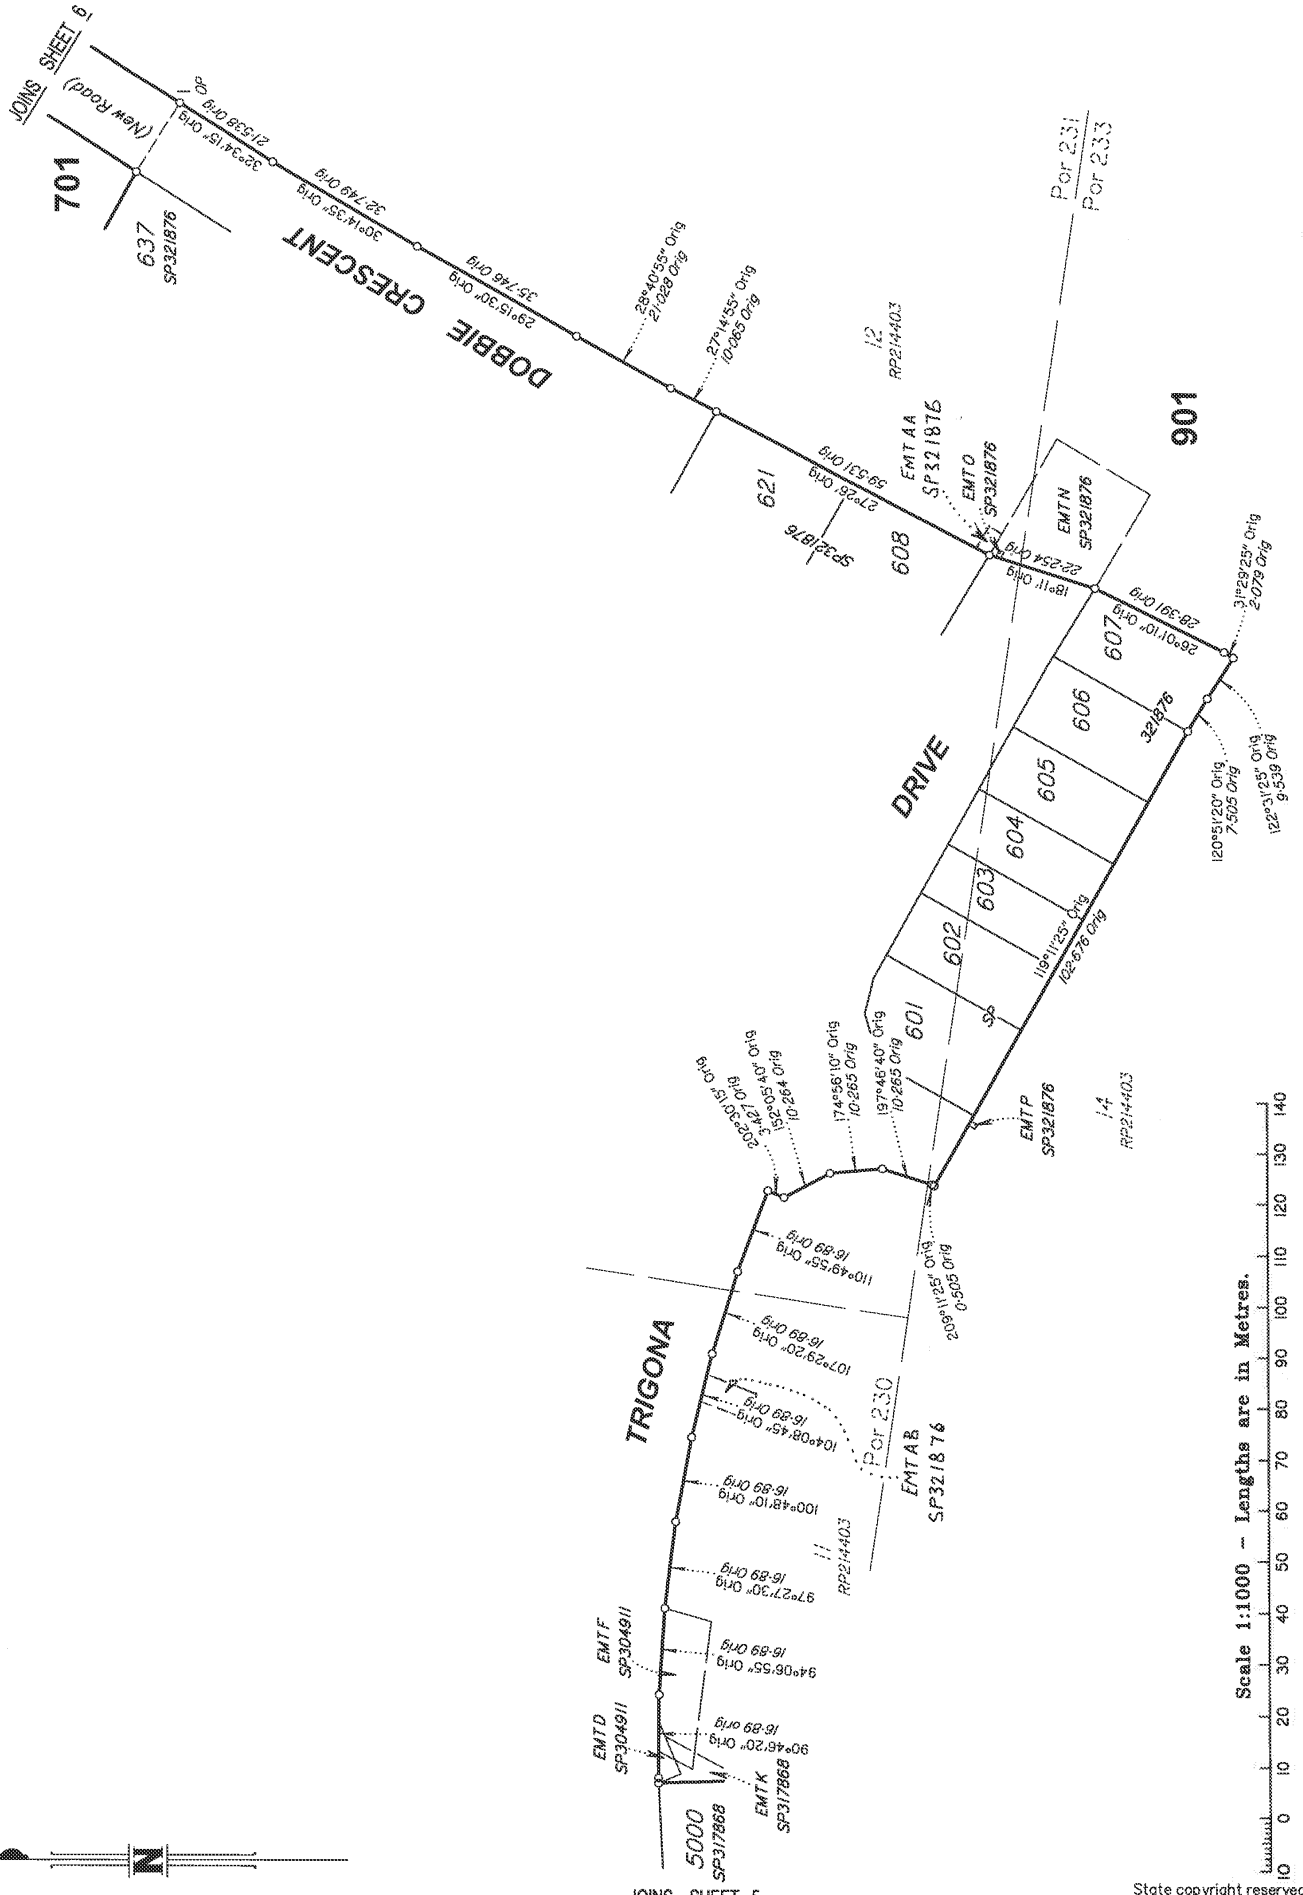 JOINS SHEET 6
(New Road)
701
637
SP321876
OP
32°34'15" Orig
21·538 Orig
30°14'35" Orig
32·749 Orig
DOBBIE CRESCENT
29°15'30" Orig
35·746 Orig
28°40'55" Orig
21·028 Orig
27°14'55" Orig
10·065 Orig
12
RP214403
Por 231
Por 233
621
SP321876
27°26' Orig
59·531 Orig
608
EMT AA
SP321876
EMT O
SP321876
901
EMT N
SP321876
18°11' Orig
22·254 Orig
607
26°01'10" Orig
28·391 Orig
31°29'25" Orig
2·079 Orig
606
321876
605
604
603
602
601
SP
DRIVE
120°51'20" Orig
7·505 Orig
122°31'25" Orig
9·539 Orig
119°11'25" Orig
102·676 Orig
202°30'15" Orig
3·427 Orig
152°05'40" Orig
10·264 Orig
174°56'10" Orig
10·265 Orig
197°46'40" Orig
10·265 Orig
EMT P
SP321876
14
RP214403
209°11'25" Orig
0·505 Orig
TRIGONA
110°49'55" Orig
16·89 Orig
107°29'20" Orig
16·89 Orig
104°08'45" Orig
16·89 Orig
100°48'10" Orig
16·89 Orig
97°27'30" Orig
16·89 Orig
94°06'55" Orig
16·89 Orig
90°46'20" Orig
16·89 orig
Por 230
EMT AB
SP321876
11
RP214403
EMT F
SP304911
EMT D
SP304911
EMT K
SP317868
5000
SP317868
N
JOINS SHEET 5
Scale 1:1000 – Lengths are in Metres.
10 0 10 20 30 40 50 60 70 80 90 100 110 120 130 140
State copyright reserved